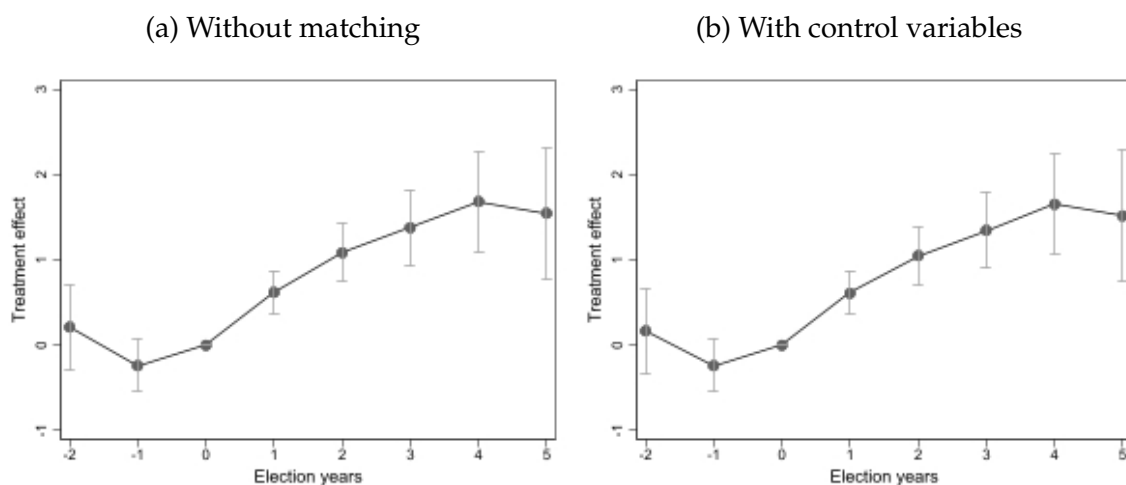 (a) Without matching
(b) With control variables
Treatment effect
3
2
1
0
-1
-2 -1 0 1 2 3 4 5
Election years
Treatment effect
3
2
1
0
-1
-2 -1 0 1 2 3 4 5
Election years